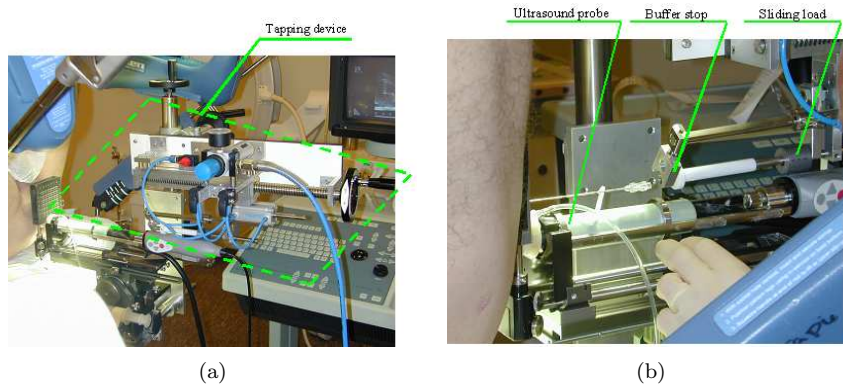 Tapping device
Ultrasound probe
Buffer stop
Sliding load
(a)
(b)